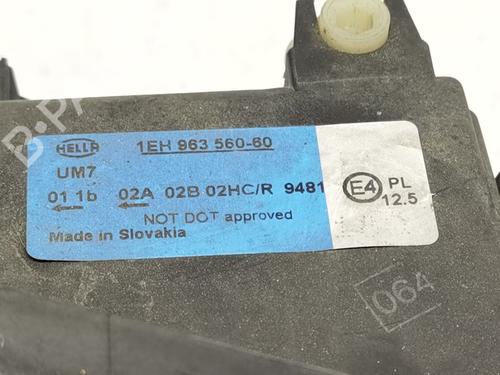 HELLA 1EH 963 560-60
UM7
01 1b 02A 02B 02HC/R 9481
E4 PL
12.5
NOT DOT approved
Made in Slovakia
064
B-PA